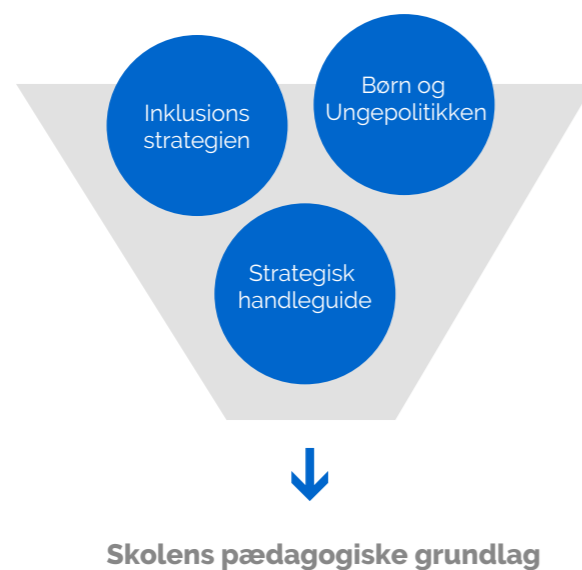 Inklusions
strategien
Børn og
Ungepolitikken
Strategisk
handleguide
Skolens pædagogiske grundlag